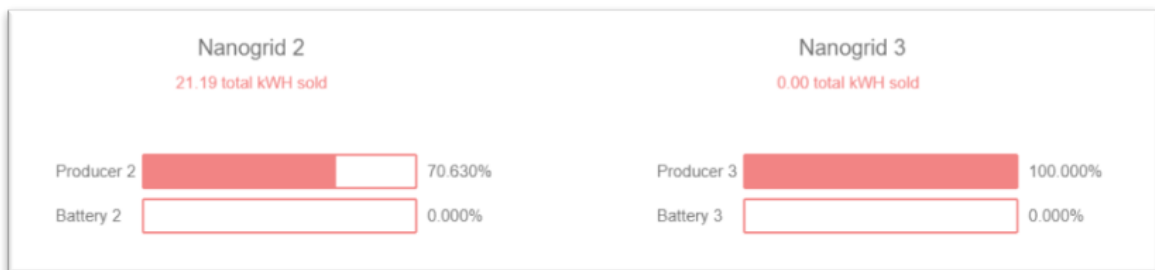 Nanogrid 2
21.19 total kWH sold
Producer 2 70.630%
Battery 2 0.000%
Nanogrid 3
0.00 total kWH sold
Producer 3 100.000%
Battery 3 0.000%